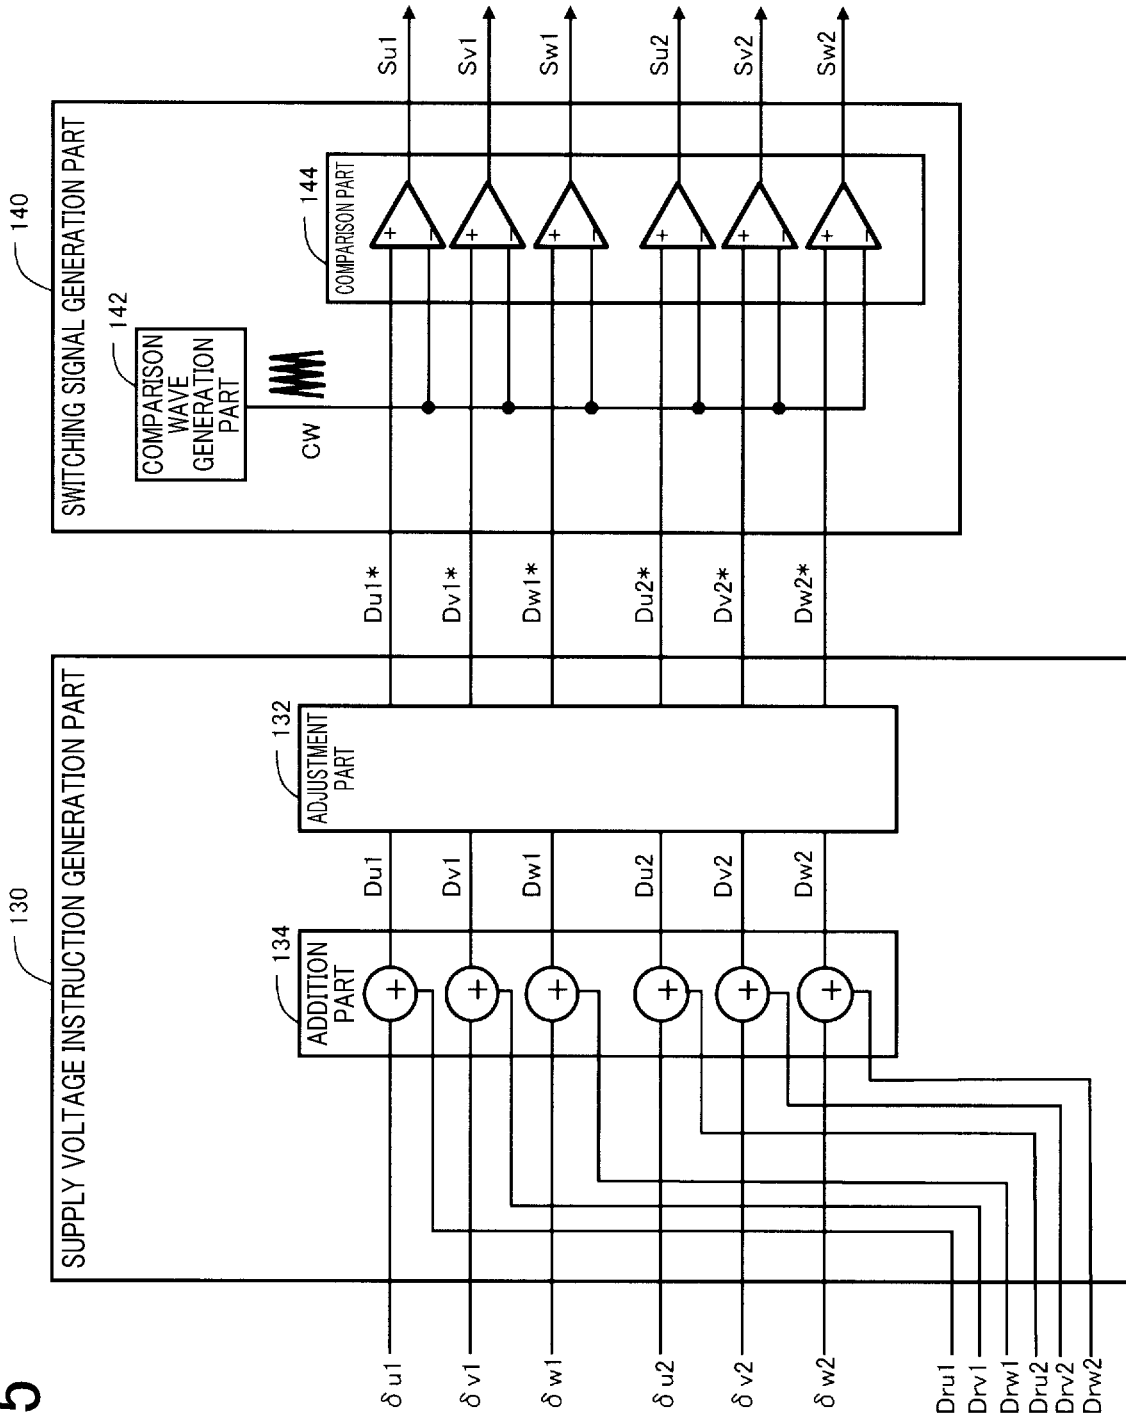 5
130
SUPPLY VOLTAGE INSTRUCTION GENERATION PART
134
ADDITION
PART
+
+
+
+
+
+
132
ADJUSTMENT
PART
δu1
δv1
δw1
δu2
δv2
δw2
Dru1
Drv1
Drw1
Dru2
Drv2
Drw2
Du1
Dv1
Dw1
Du2
Dv2
Dw2
Du1*
Dv1*
Dw1*
Du2*
Dv2*
Dw2*
140
SWITCHING SIGNAL GENERATION PART
142
COMPARISON
WAVE
GENERATION
PART
CW
144
COMPARISON PART
+ −
+ −
+ −
+ −
+ −
+ −
Su1
Sv1
Sw1
Su2
Sv2
Sw2